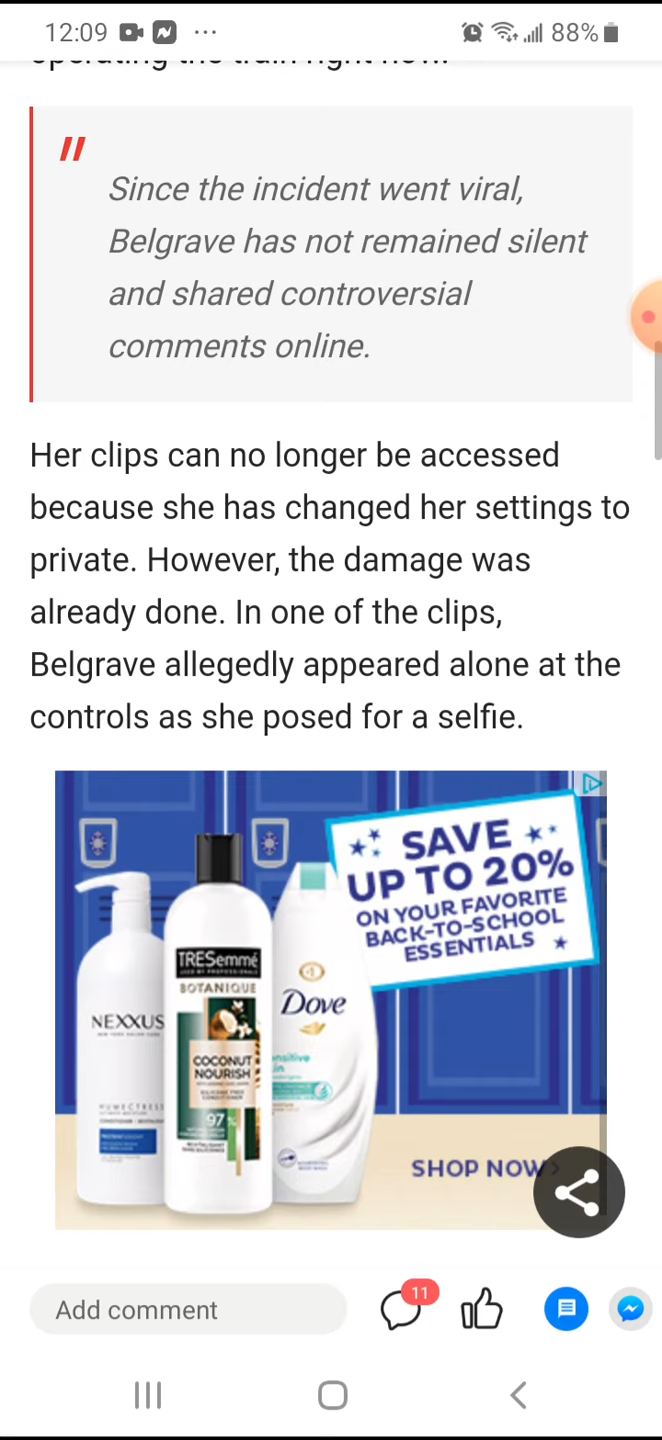 12:09
88%
Since the incident went viral,
Belgrave has not remained silent
and shared controversial
comments online.
Her clips can no longer be accessed
because she has changed her settings to
private. However, the damage was
already done. In one of the clips,
Belgrave allegedly appeared alone at the
controls as she posed for a selfie.
SAVE
UP TO 20%
ON YOUR FAVORITE
BACK-TO-SCHOOL
ESSENTIALS
TRESemmé
BOTANIQUE
NEXXUS
Dove
COCONUT
NOURISH
97%
SHOP NOW
11
Add comment